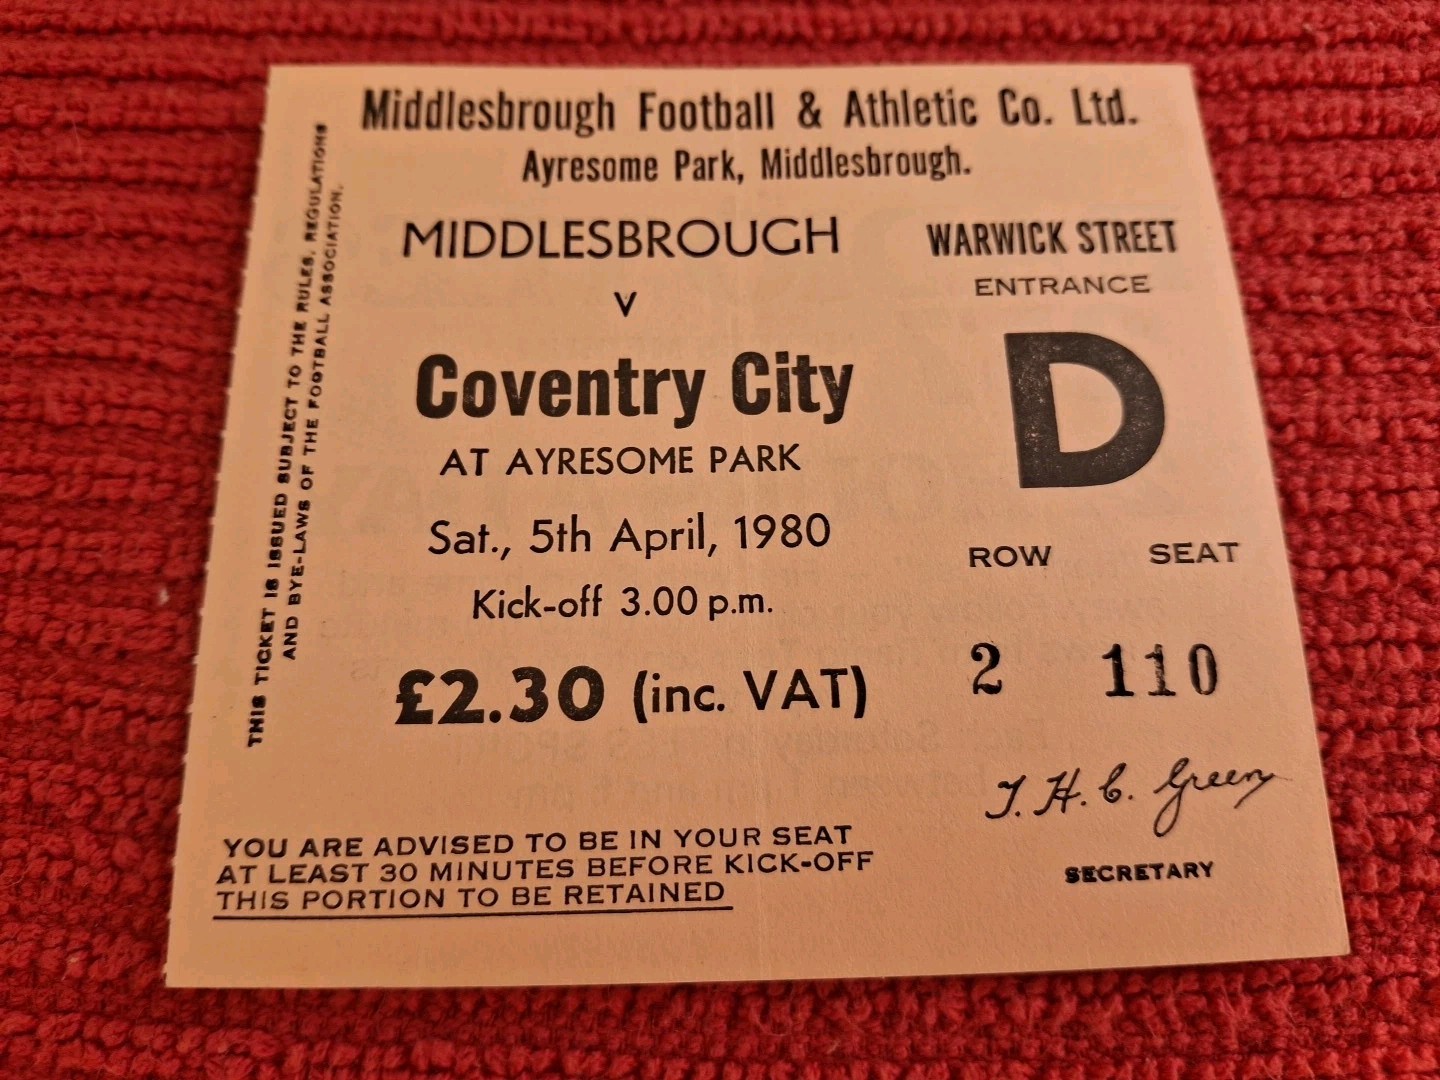 Middlesbrough Football & Athletic Co. Ltd.
Ayresome Park, Middlesbrough.
THIS TICKET IS ISSUED SUBJECT TO THE RULES, REGULATIONS
AND BYE-LAWS OF THE FOOTBALL ASSOCIATION.
MIDDLESBROUGH
V
Coventry City
AT AYRESOME PARK
Sat., 5th April, 1980
Kick-off 3.00 p.m.
£2.30 (inc. VAT)
WARWICK STREET
ENTRANCE
D
ROW SEAT
2 110
T. H. C. Green
SECRETARY
YOU ARE ADVISED TO BE IN YOUR SEAT
AT LEAST 30 MINUTES BEFORE KICK-OFF
THIS PORTION TO BE RETAINED